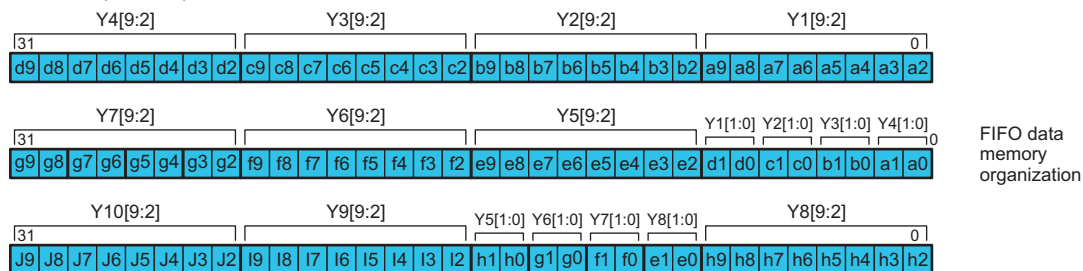 Y4[9:2] Y3[9:2] Y2[9:2] Y1[9:2]
31 0
d9 d8 d7 d6 d5 d4 d3 d2 c9 c8 c7 c6 c5 c4 c3 c2 b9 b8 b7 b6 b5 b4 b3 b2 a9 a8 a7 a6 a5 a4 a3 a2
Y7[9:2] Y6[9:2] Y5[9:2] Y1[1:0] Y2[1:0] Y3[1:0] Y4[1:0]
31 0
g9 g8 g7 g6 g5 g4 g3 g2 f9 f8 f7 f6 f5 f4 f3 f2 e9 e8 e7 e6 e5 e4 e3 e2 d1 d0 c1 c0 b1 b0 a1 a0
FIFO data
memory
organization
Y10[9:2] Y9[9:2] Y5[1:0] Y6[1:0] Y7[1:0] Y8[1:0] Y8[9:2]
31 0
J9 J8 J7 J6 J5 J4 J3 J2 I9 I8 I7 I6 I5 I4 I3 I2 h1 h0 g1 g0 f1 f0 e1 e0 h9 h8 h7 h6 h5 h4 h3 h2